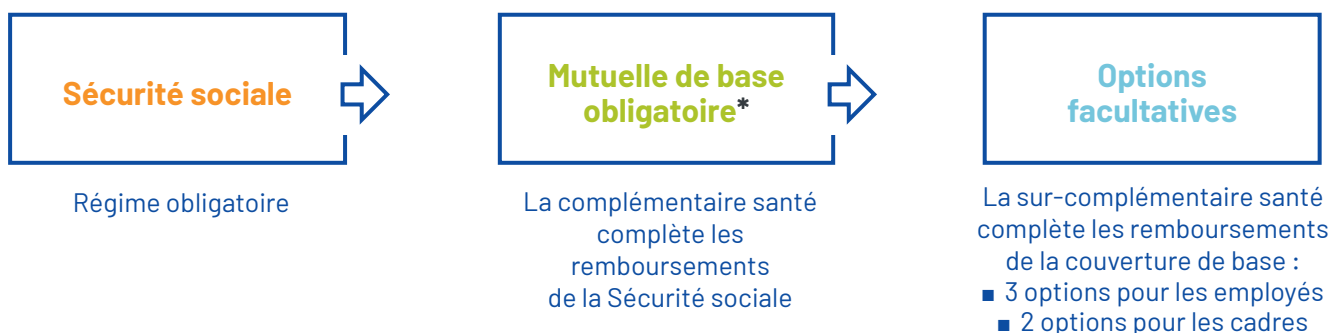 Sécurité sociale
Régime obligatoire
Mutuelle de base
obligatoire*
La complémentaire santé
complète les
remboursements
de la Sécurité sociale
Options
facultatives
La sur-complémentaire santé
complète les remboursements
de la couverture de base :
▪ 3 options pour les employés
▪ 2 options pour les cadres